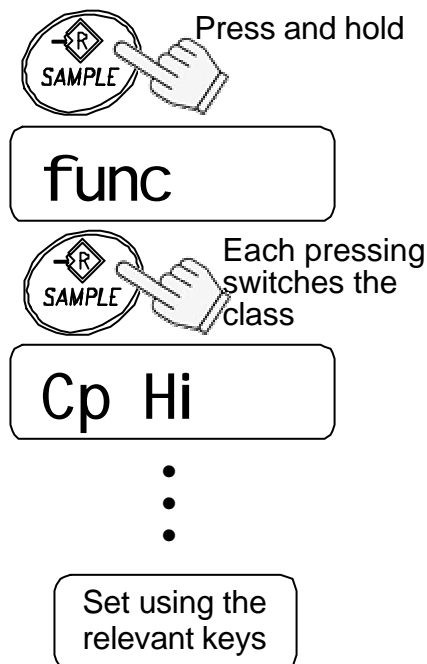 Press and hold
R
SAMPLE
func
Each pressing
switches the
class
R
SAMPLE
Cp Hi
Set using the
relevant keys